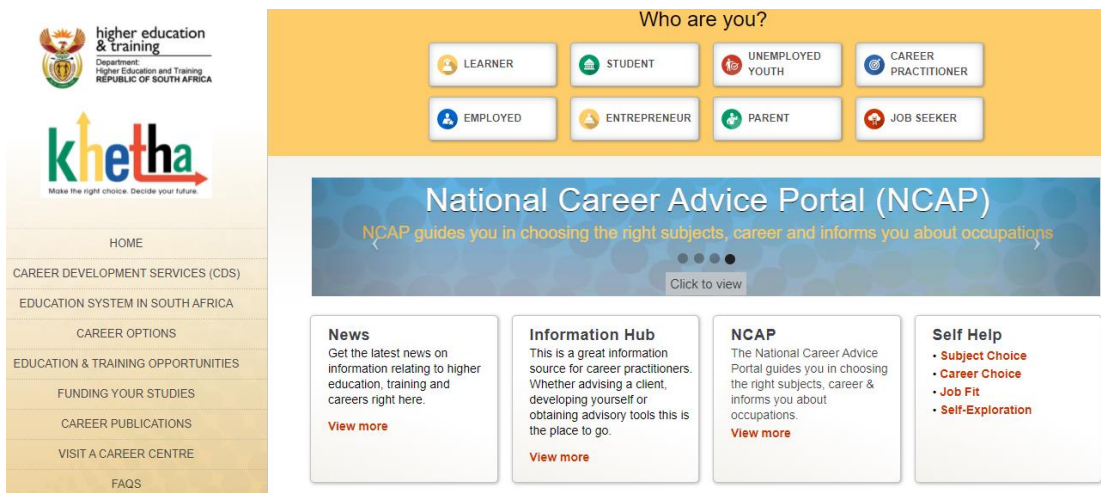 higher education
& training
Department:
Higher Education and Training
REPUBLIC OF SOUTH AFRICA
khetha
Make the right choice. Decide your future.
HOME
CAREER DEVELOPMENT SERVICES (CDS)
EDUCATION SYSTEM IN SOUTH AFRICA
CAREER OPTIONS
EDUCATION & TRAINING OPPORTUNITIES
FUNDING YOUR STUDIES
CAREER PUBLICATIONS
VISIT A CAREER CENTRE
FAQS
Who are you?
LEARNER
STUDENT
UNEMPLOYED
YOUTH
CAREER
PRACTITIONER
EMPLOYED
ENTREPRENEUR
PARENT
JOB SEEKER
National Career Advice Portal (NCAP)
NCAP guides you in choosing the right subjects, career and informs you about occupations
Click to view
News
Get the latest news on
information relating to higher
education, training and
careers right here.
View more
Information Hub
This is a great information
source for career practitioners.
Whether advising a client,
developing yourself or
obtaining advisory tools this is
the place to go.
View more
NCAP
The National Career Advice
Portal guides you in choosing
the right subjects, career &
informs you about
occupations.
View more
Self Help
• Subject Choice
• Career Choice
• Job Fit
• Self-Exploration